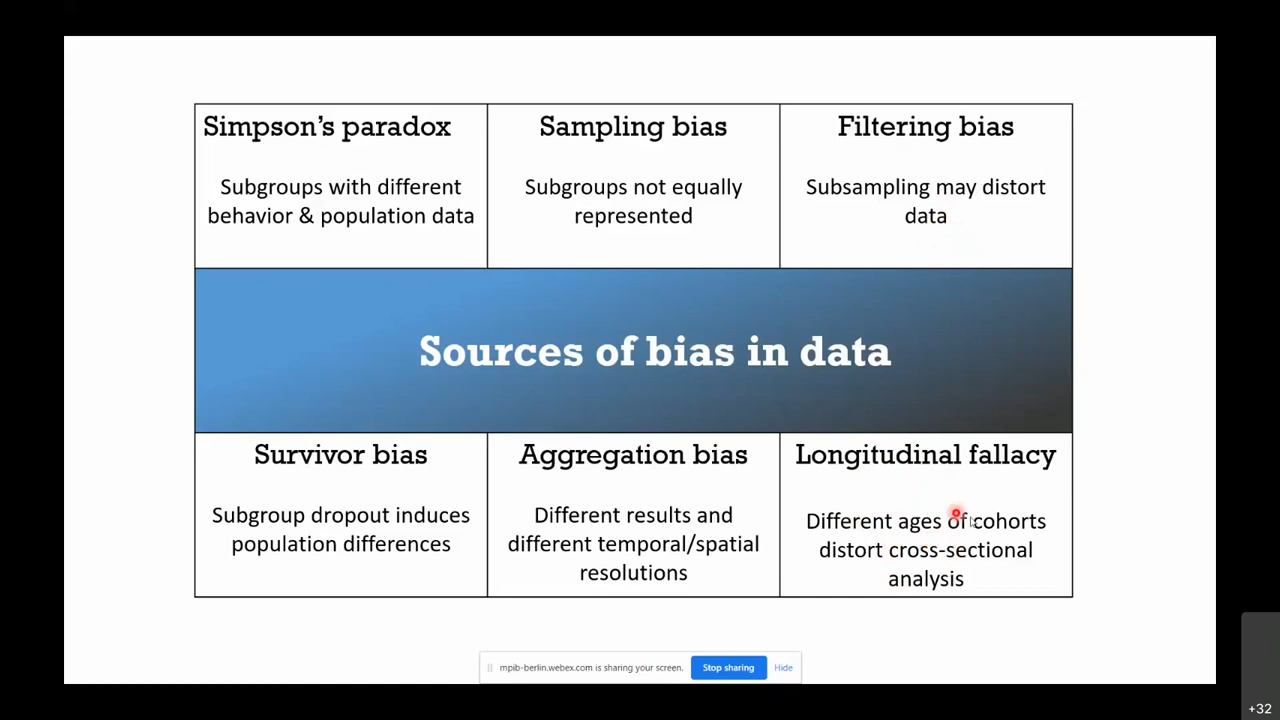 Simpson's paradox
Subgroups with different
behavior & population data
Sampling bias
Subgroups not equally
represented
Filtering bias
Subsampling may distort
data
Sources of bias in data
Survivor bias
Subgroup dropout induces
population differences
Aggregation bias
Different results and
different temporal/spatial
resolutions
Longitudinal fallacy
Different ages of cohorts
distort cross-sectional
analysis
mpib-berlin.webex.com is sharing your screen.
Stop sharing
Hide
+32